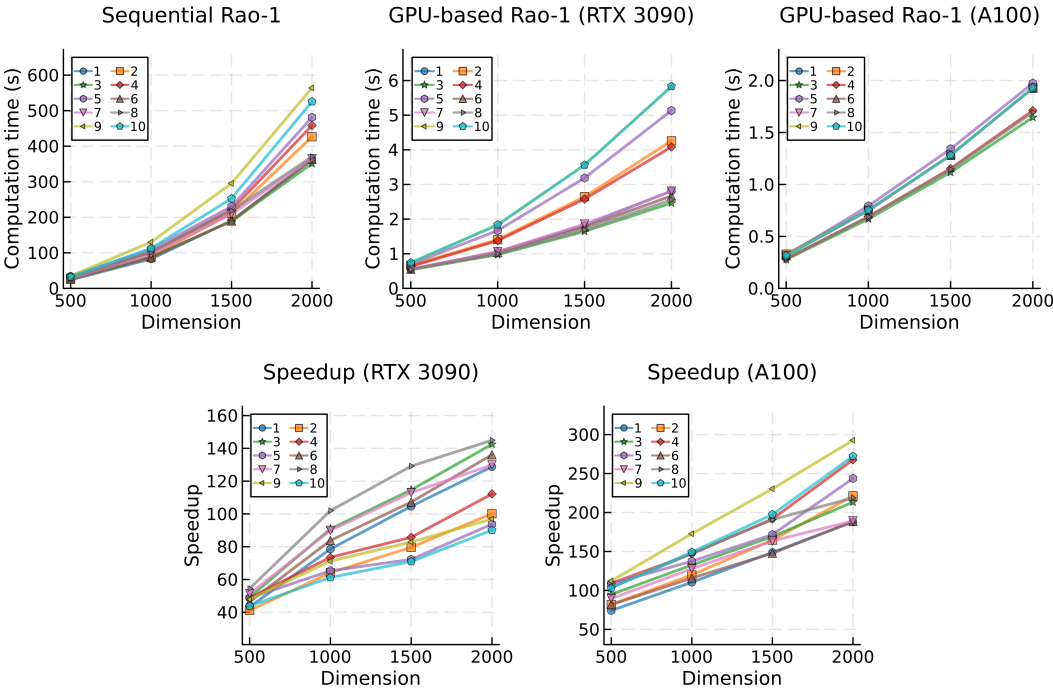 Sequential Rao-1
GPU-based Rao-1 (RTX 3090)
GPU-based Rao-1 (A100)
Computation time (s)
600
500
400
300
200
100
0
1 2
3 4
5 6
7 8
9 10
500 1000 1500 2000
Dimension
Computation time (s)
6
5
4
3
2
1
0
1 2
3 4
5 6
7 8
9 10
500 1000 1500 2000
Dimension
Computation time (s)
2.0
1.5
1.0
0.5
0.0
1 2
3 4
5 6
7 8
9 10
500 1000 1500 2000
Dimension
Speedup (RTX 3090)
Speedup (A100)
Speedup
160
140
120
100
80
60
40
1 2
3 4
5 6
7 8
9 10
500 1000 1500 2000
Dimension
Speedup
300
250
200
150
100
50
1 2
3 4
5 6
7 8
9 10
500 1000 1500 2000
Dimension